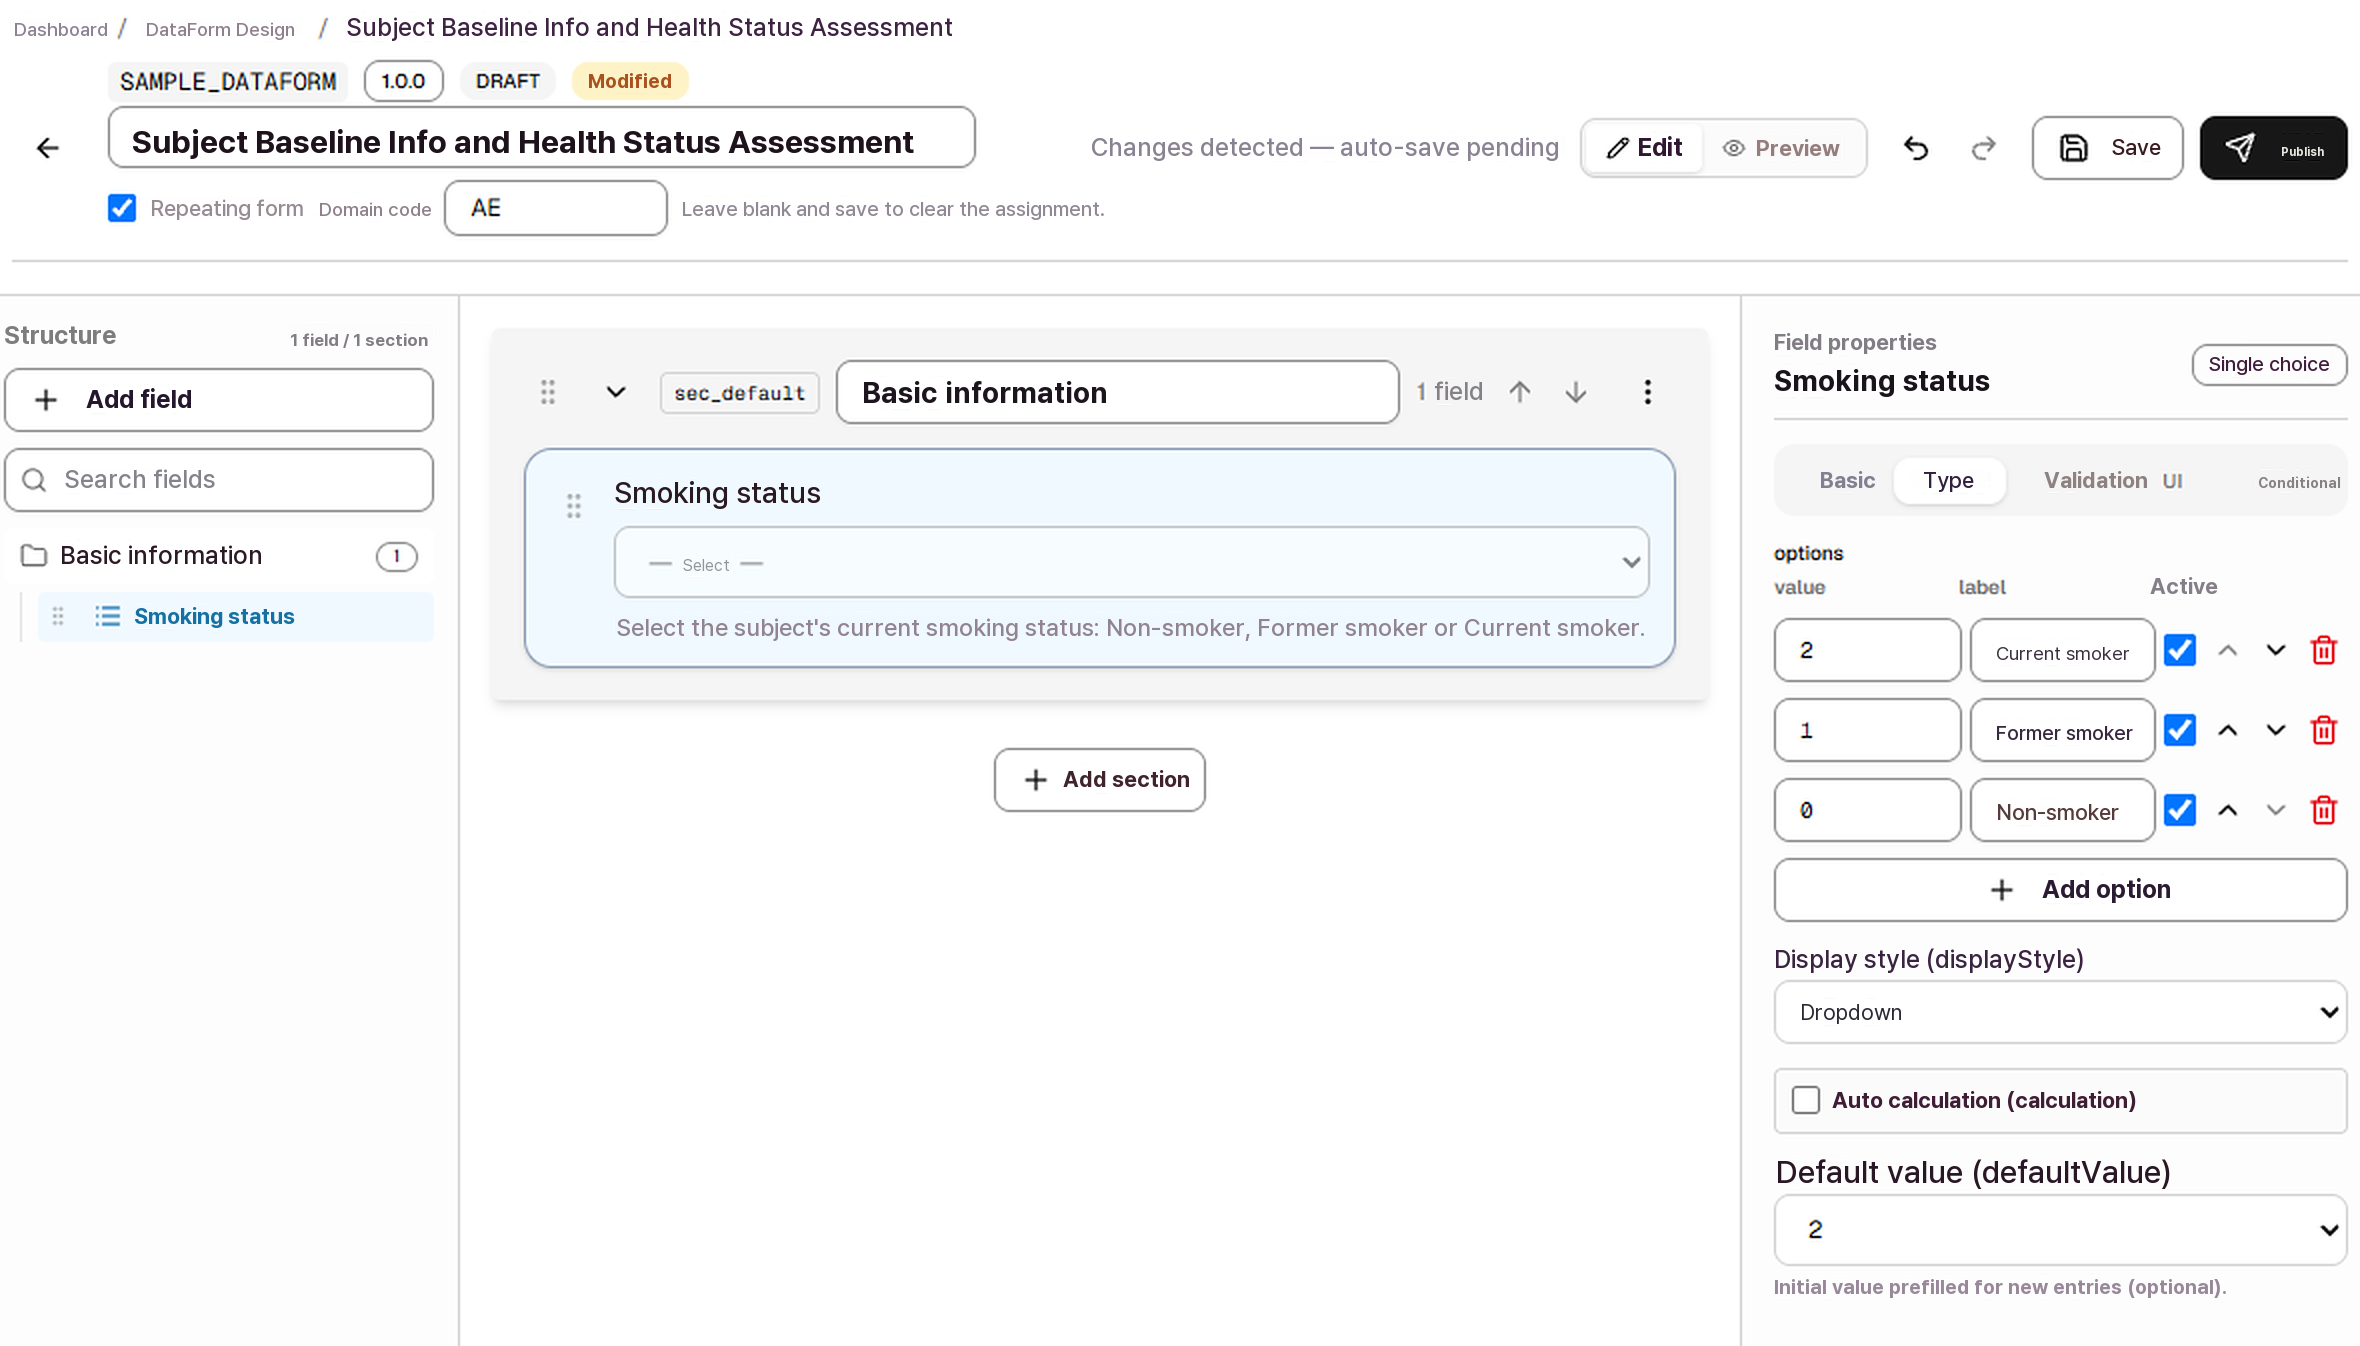 Dashboard / DataForm Design / Subject Baseline Info and Health Status Assessment
SAMPLE_DATAFORM 1.0.0 DRAFT Modified
Subject Baseline Info and Health Status Assessment
Changes detected — auto-save pending Edit Preview Save Publish
Repeating form Domain code AE Leave blank and save to clear the assignment.
Structure 1 field / 1 section
Add field
Search fields
Basic information 1
Smoking status
sec_default Basic information 1 field
Smoking status
— Select —
Select the subject's current smoking status: Non-smoker, Former smoker or Current smoker.
Add section
Field properties
Smoking status Single choice
Basic Type Validation UI Conditional
options
value label Active
2 Current smoker
1 Former smoker
0 Non-smoker
Add option
Display style (displayStyle)
Dropdown
Auto calculation (calculation)
Default value (defaultValue)
2
Initial value prefilled for new entries (optional).